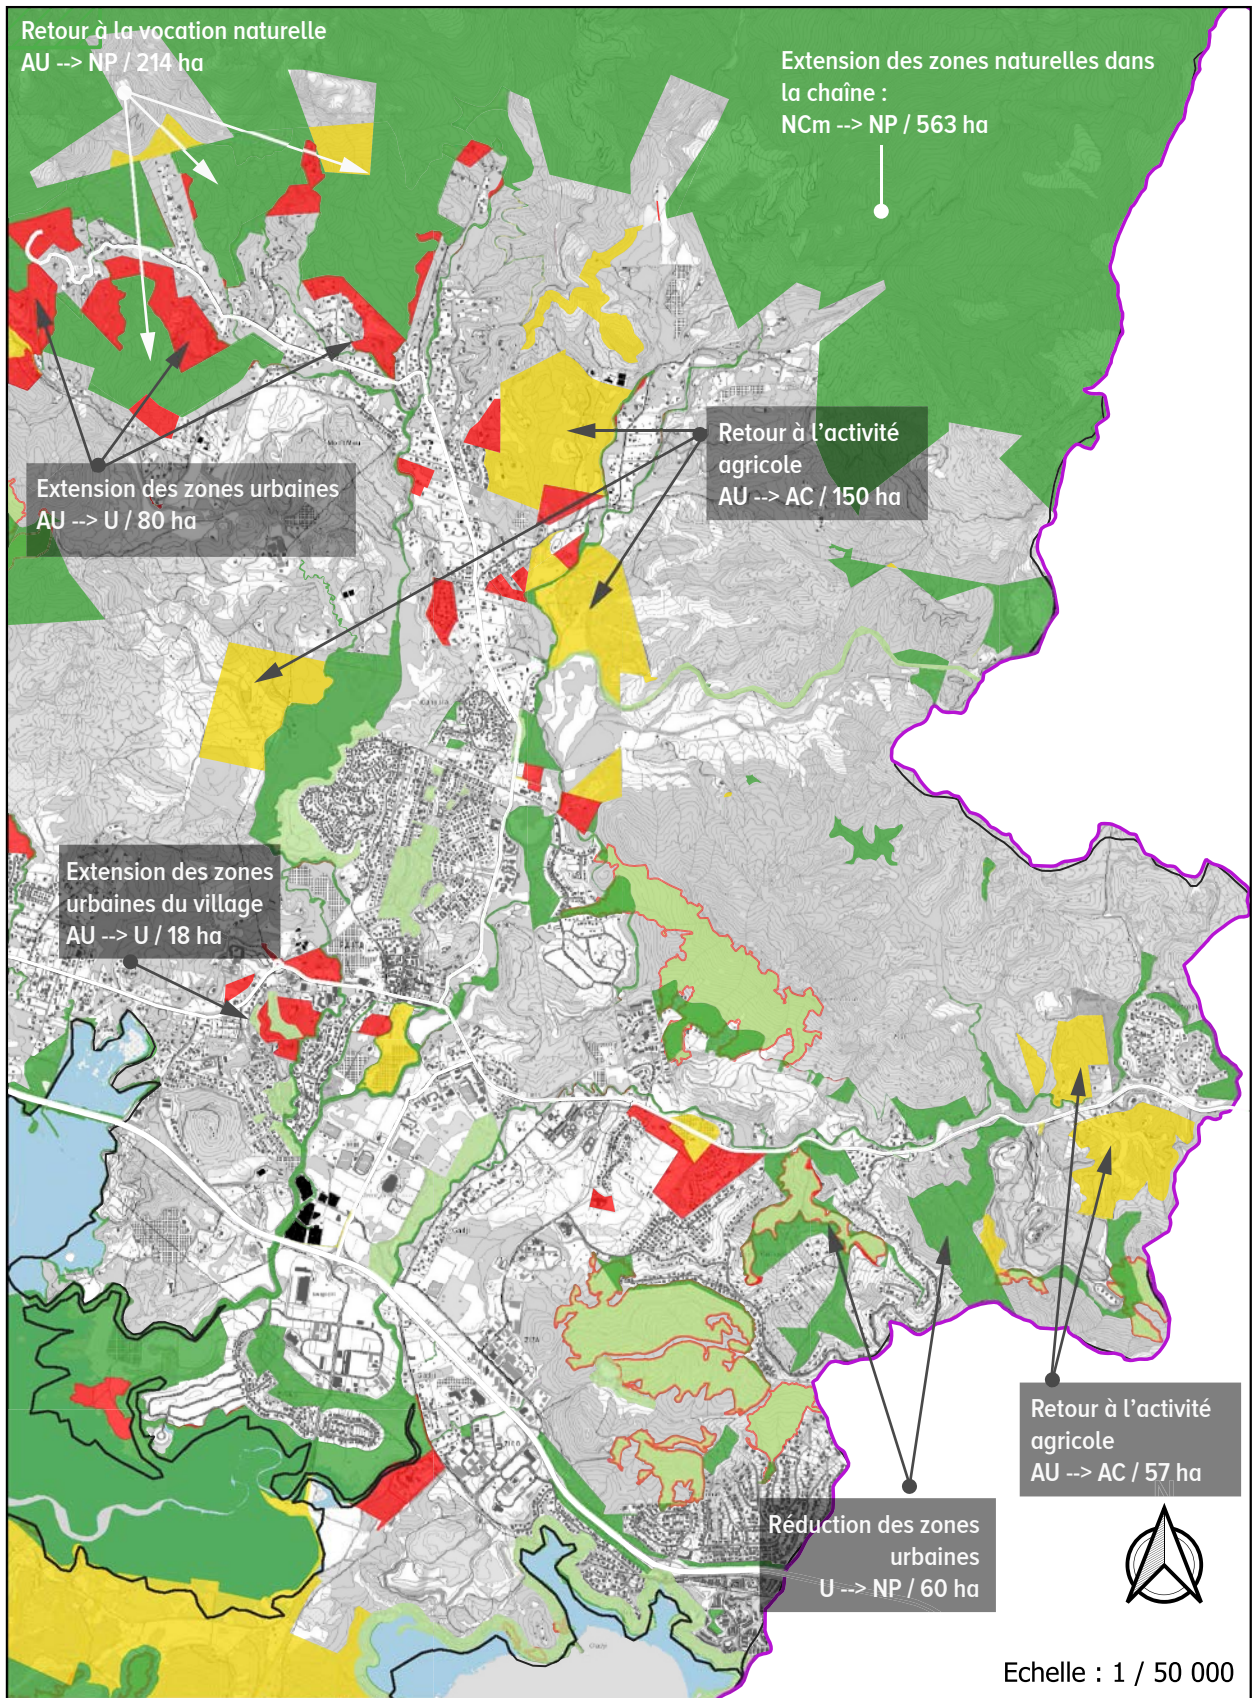 Retour à la vocation naturelle
AU --> NP / 214 ha
Extension des zones naturelles dans
la chaîne :
NCm --> NP / 563 ha
Retour à l'activité
agricole
AU --> AC / 150 ha
Extension des zones urbaines
AU --> U / 80 ha
Extension des zones
urbaines du village
AU --> U / 18 ha
PAITA
ZITA
ZICO
Retour à l'activité
agricole
AU --> AC / 57 ha
Réduction des zones
urbaines
U --> NP / 60 ha
N
Echelle : 1 / 50 000